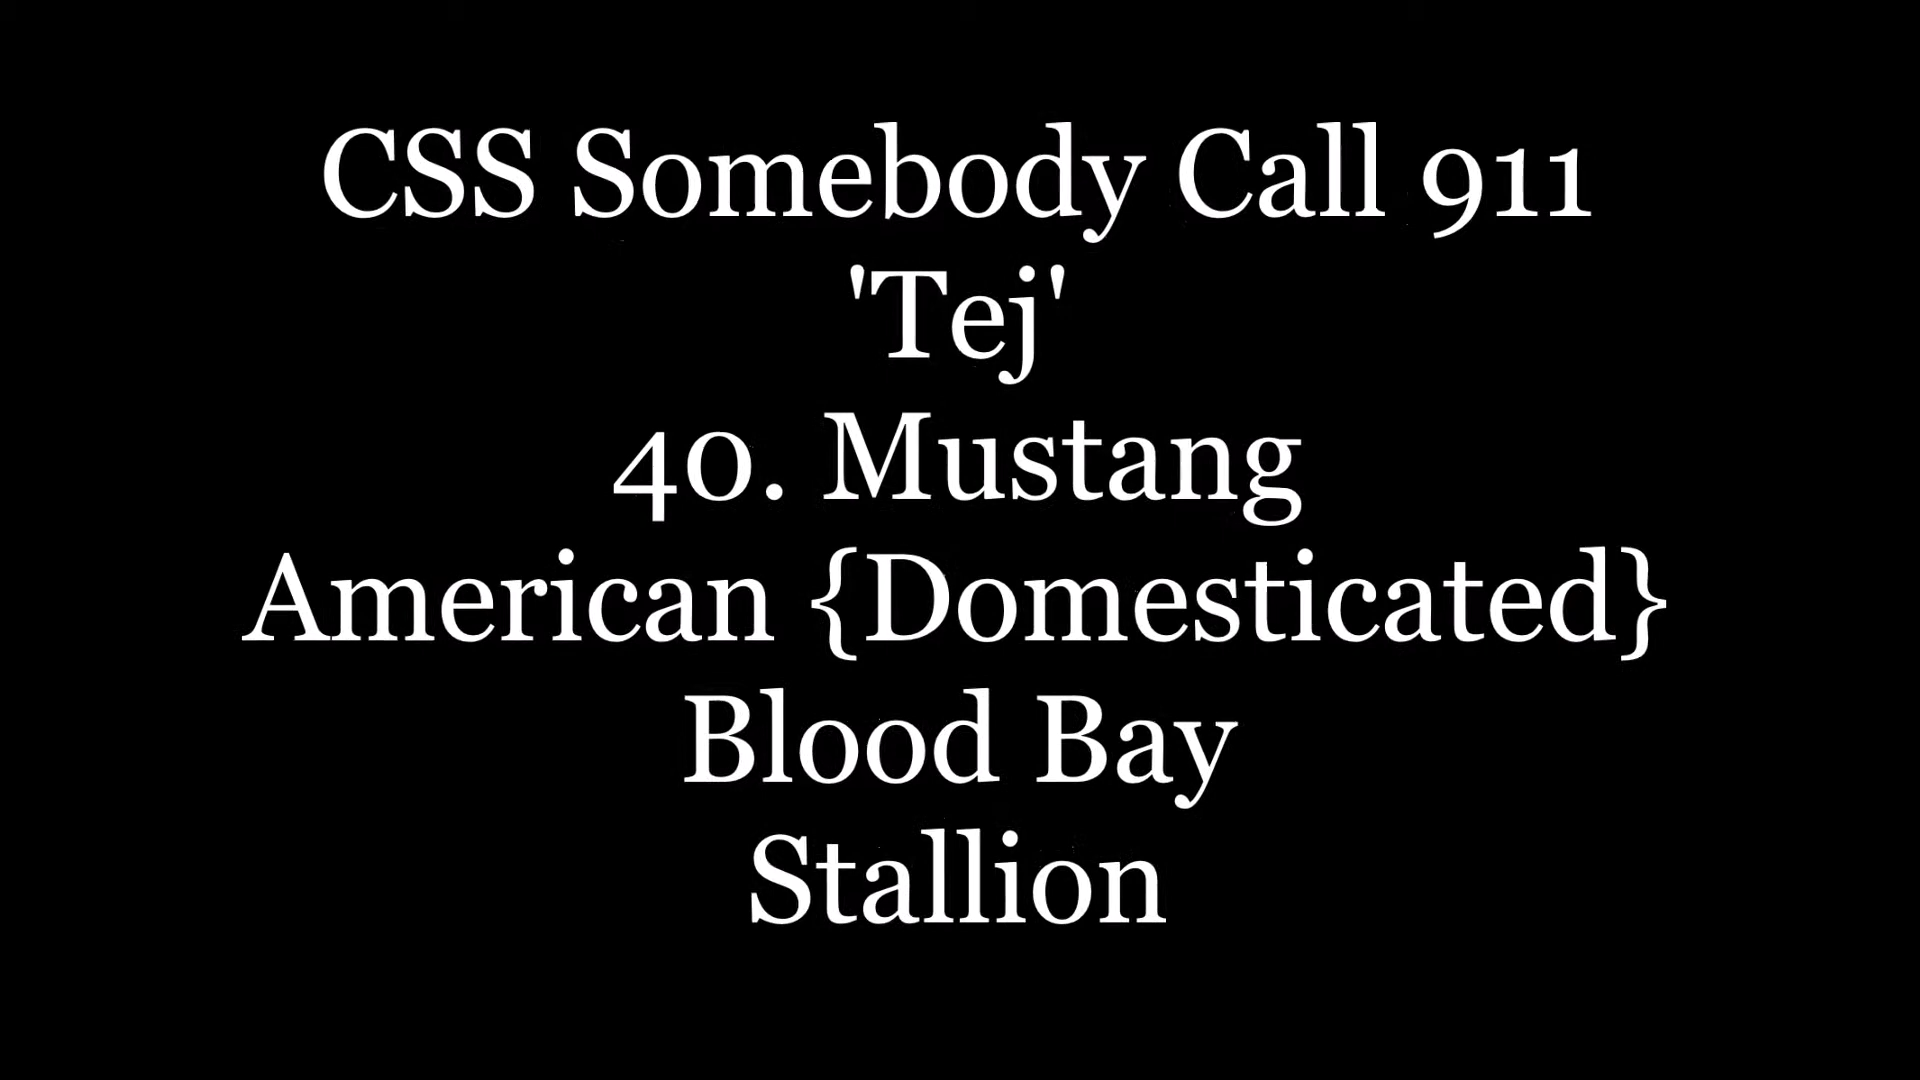 CSS Somebody Call 911
'Tej'
40. Mustang
American {Domesticated}
Blood Bay
Stallion